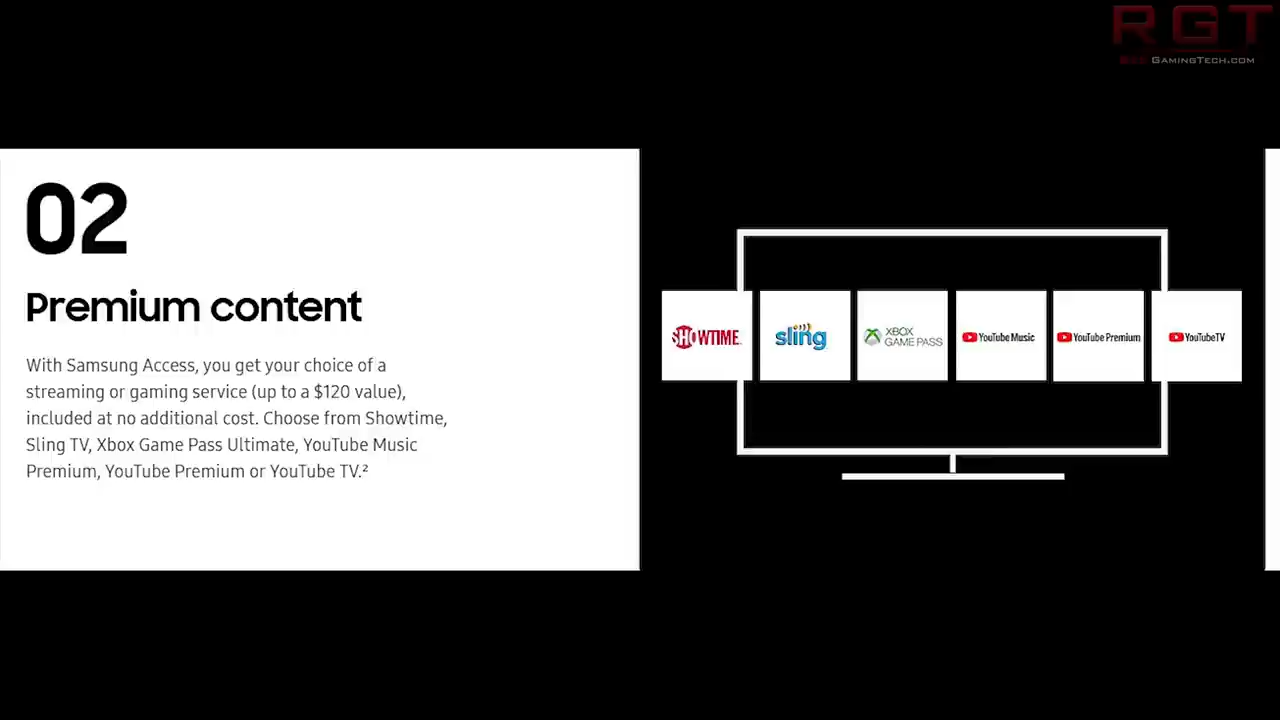 RGT
RedGamingTech.com
02
Premium content
With Samsung Access, you get your choice of a
streaming or gaming service (up to a $120 value),
included at no additional cost. Choose from Showtime,
Sling TV, Xbox Game Pass Ultimate, YouTube Music
Premium, YouTube Premium or YouTube TV.²
SHOWTIME
sling
XBOX
GAME PASS
YouTube Music
YouTube Premium
YouTubeTV